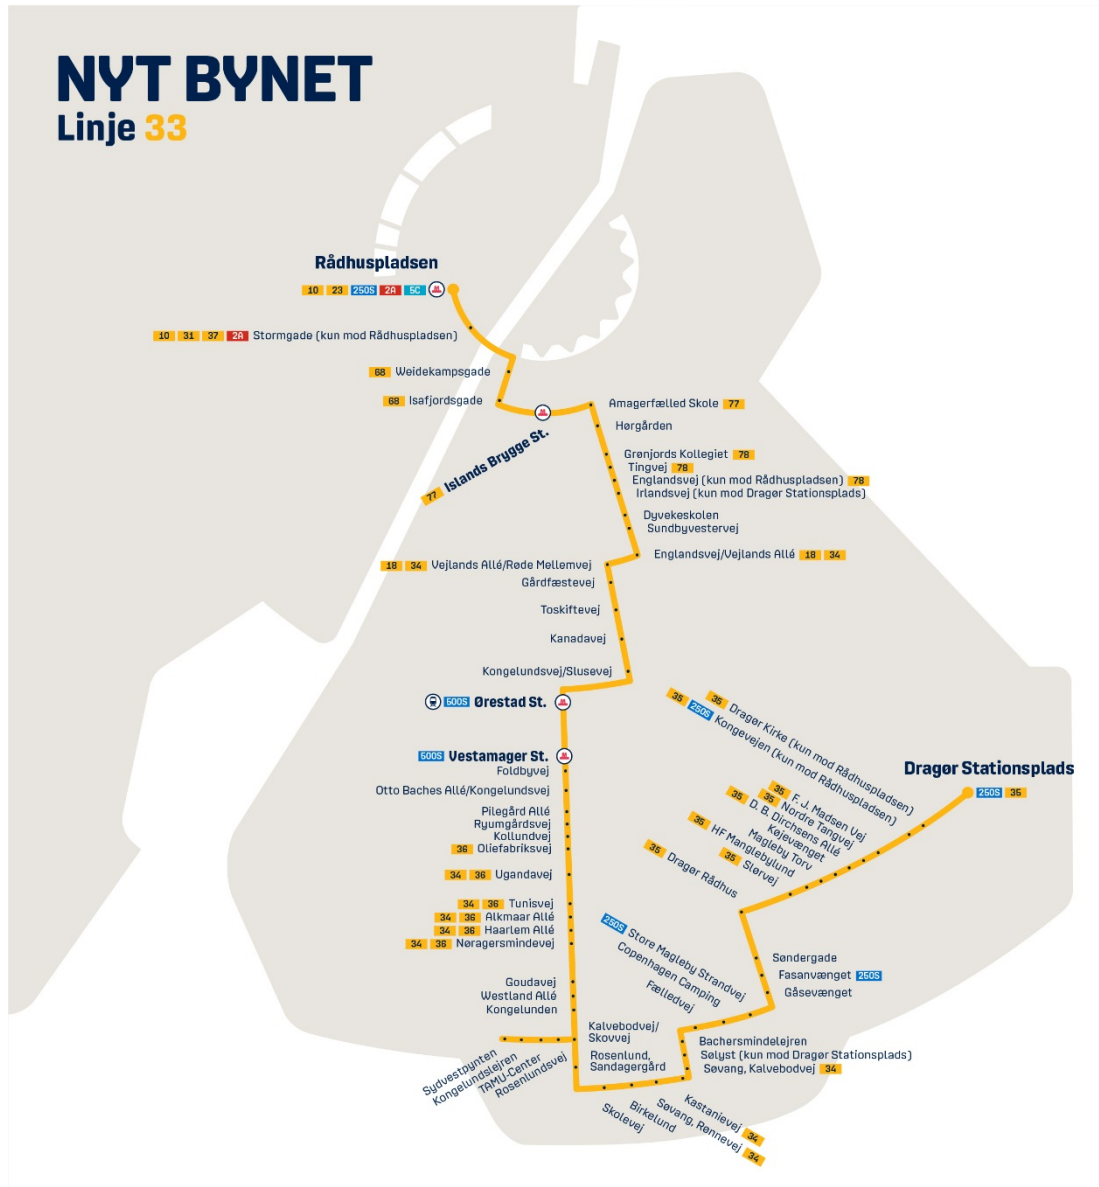 NYT BYNET
Linje 33
Rådhuspladsen
10 23 250S 2A 5C
10 31 37 2A Stormgade (kun mod Rådhuspladsen)
68 Weidekampsgade
68 Isafjordsgade
77 Islands Brygge St.
Amagerfælled Skole 77
Hørgården
Grønjords Kollegiet 78
Tingvej 78
Englandsvej (kun mod Rådhuspladsen) 78
Irlandsvej (kun mod Dragør Stationsplads)
Dyvekeskolen
Sundbyvestervej
Englandsvej/Vejlands Allé 18 34
18 34 Vejlands Allé/Røde Mellemvej
Gårdfæstevej
Toskiftevej
Kanadavej
Kongelundsvej/Slusevej
500S Ørestad St.
500S Vestamager St.
Foldbyvej
Otto Baches Allé/Kongelundsvej
Pilegård Allé
Ryumgårdsvej
Kollundvej
36 Oliefabriksvej
34 36 Ugandavej
34 36 Tunisvej
34 36 Alkmaar Allé
34 36 Haarlem Allé
34 36 Nøragersmindevej
Goudavej
Westland Allé
Kongelunden
Kalvebodvej/
Skovvej
Sydvestpynten
Kongelundslejren
TAMU-Center
Rosenlundsvej
Rosenlund,
Sandagergård
Skolevej
Birkelund
Søvang, Rønnevej 34
Kastanievej 34
Søvang, Kalvebodvej 34
Sølyst (kun mod Dragør Stationsplads)
Bachersmindelejren
Fælledvej
Copenhagen Camping
250S Store Magleby Strandvej
Gåsevænget
Fasanvænget 250S
Søndergade
35 Dragør Rådhus
35 Slørvej
35 HF Manglebylund
Magleby Torv
Køjevænget
35 D. B. Dirchsens Allé
35 Nordre Tangvej
35 F. J. Madsen Vej
35 250S Kongevejen (kun mod Rådhuspladsen)
35 Dragør Kirke (kun mod Rådhuspladsen)
Dragør Stationsplads
250S 35